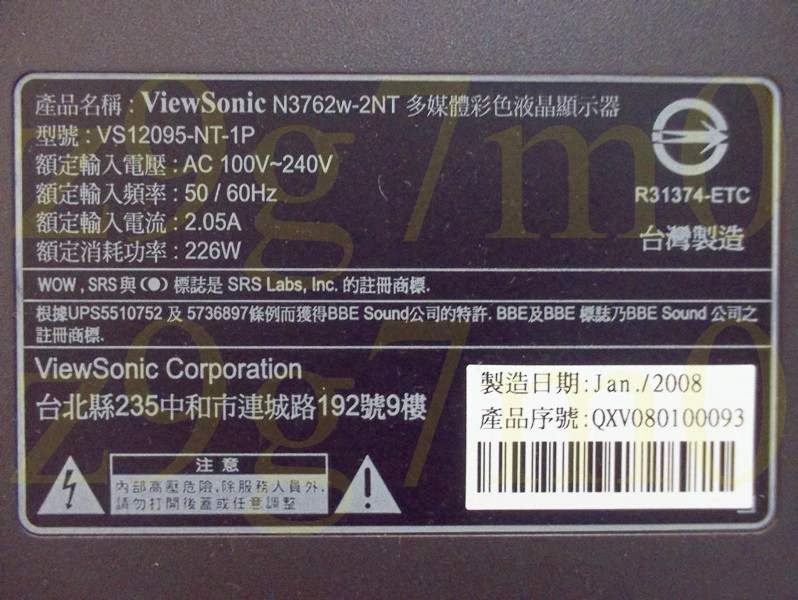 產品名稱 : ViewSonic N3762w-2NT 多媒體彩色液晶顯示器
型號 : VS12095-NT-1P
額定輸入電壓 : AC 100V~240V
額定輸入頻率 : 50 / 60Hz
額定輸入電流 : 2.05A
額定消耗功率 : 226W
R31374-ETC
台灣製造
WOW , SRS 與 (●) 標誌是 SRS Labs, Inc. 的註冊商標.
根據UPS5510752 及 5736897條例而獲得BBE Sound公司的特許. BBE及BBE 標誌乃BBE Sound 公司之
註冊商標.
ViewSonic Corporation
台北縣235中和市連城路192號9樓
製造日期:Jan./2008
產品序號:QXV080100093
注意
內部高壓危險,除服務人員外,
請勿打開後蓋或任意調整
z9g7m0
z9g7m0